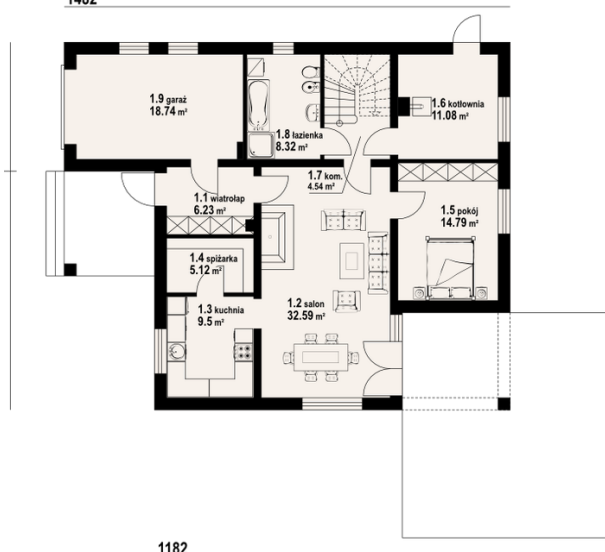 1482
1.9 garaż
18.74 m²
1.8 łazienka
8.32 m²
1.6 kotłownia
11.08 m²
1.7 kom.
4.54 m²
1.1 wiatrołap
6.23 m²
1.5 pokój
14.79 m²
1.4 spiżarka
5.12 m²
1.3 kuchnia
9.5 m²
1.2 salon
32.59 m²
1182